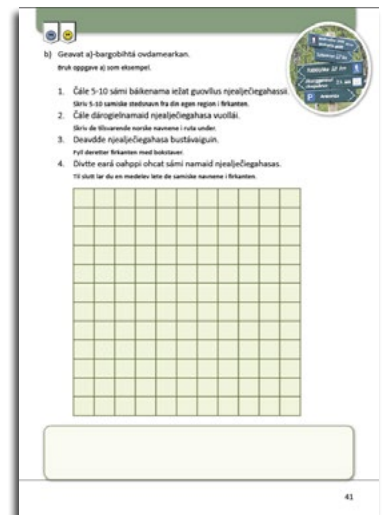 b) Geavat a)-bargobihtá ovdamearkan.
Bruk oppgave a) som eksempel.
1. Čále 5-10 sámi báikenama iežat guovllus njealječiegahassii.
Skriv 5-10 samiske stedsnavn fra din egen region i firkanten.
2. Čále dárogielnamaid njealječiegahasa vuollái.
Skriv de tilsvarende norske navnene i ruta under.
3. Deavdde njealječiegahasa bustávaiguin.
Fyll deretter firkanten med bokstaver.
4. Divtte eará oahppi ohcat sámi namaid njealječiegahasas.
Til slutt lar du en medelev lete de samiske navnene i firkanten.
41